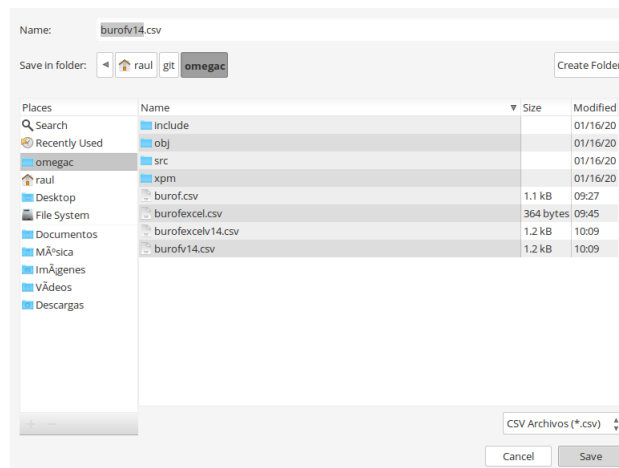 Name: burofv14.csv
Save in folder: raul git omegac Create Folder
Places Name Size Modified
Search include 01/16/20
Recently Used obj 01/16/20
omegac src 01/16/20
raul xpm 01/16/20
Desktop burof.csv 1.1 kB 09:27
File System burofexcel.csv 364 bytes 09:45
Documentos burofexcelv14.csv 1.2 kB 10:09
MÃºsica burofv14.csv 1.2 kB 10:09
ImÃ¡genes
VÃ­deos
Descargas
CSV Archivos (*.csv)
Cancel Save